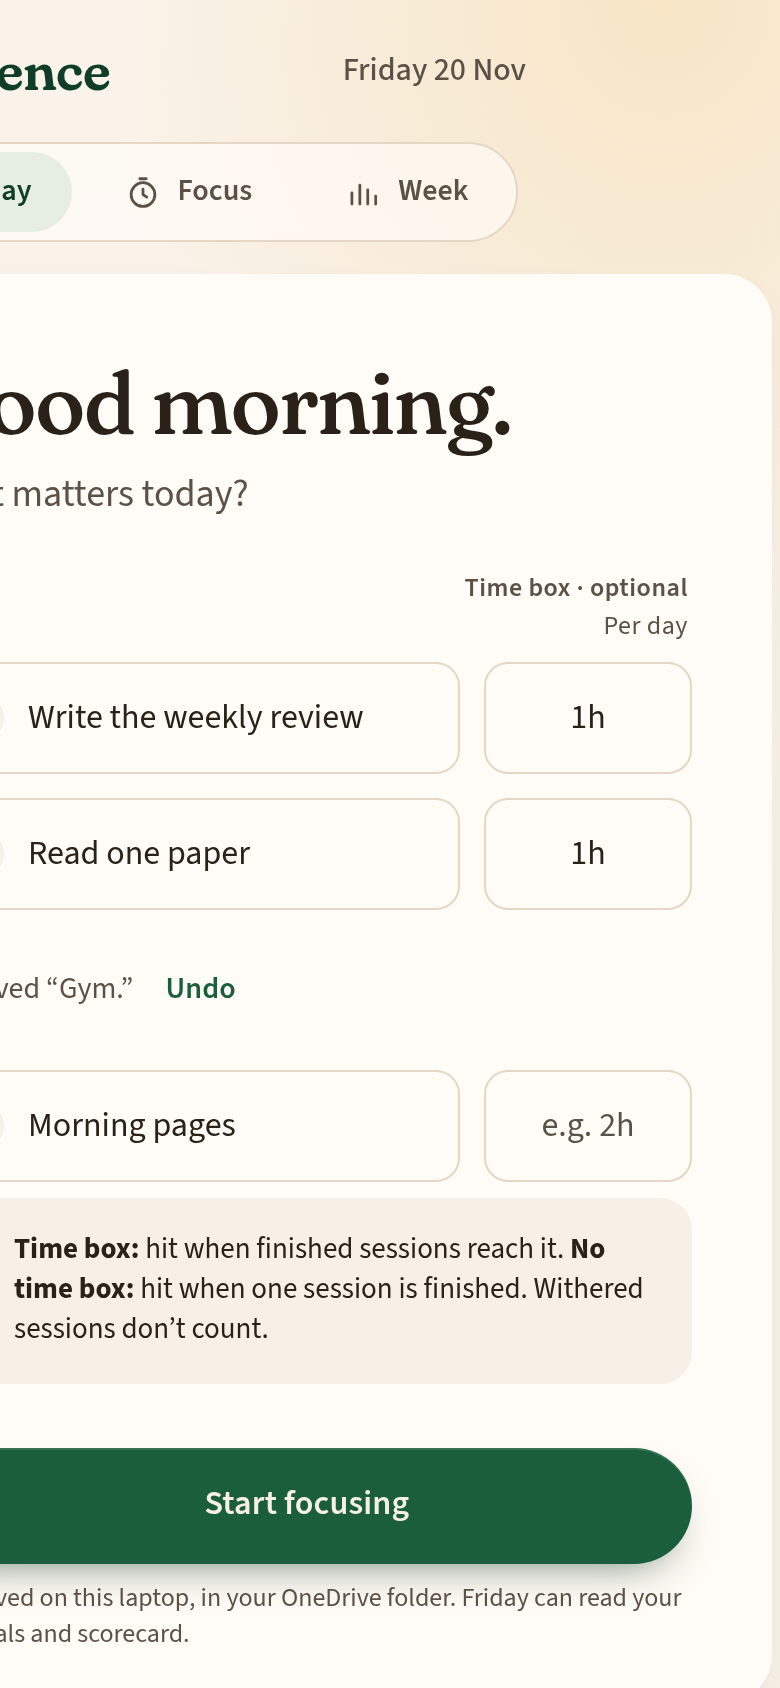 ence
Friday 20 Nov
ay
Focus
Week
ood morning.
t matters today?
Time box · optional
Per day
Write the weekly review
1h
Read one paper
1h
ved “Gym.” Undo
Morning pages
e.g. 2h
Time box: hit when finished sessions reach it. No
time box: hit when one session is finished. Withered
sessions don’t count.
Start focusing
ved on this laptop, in your OneDrive folder. Friday can read your
als and scorecard.